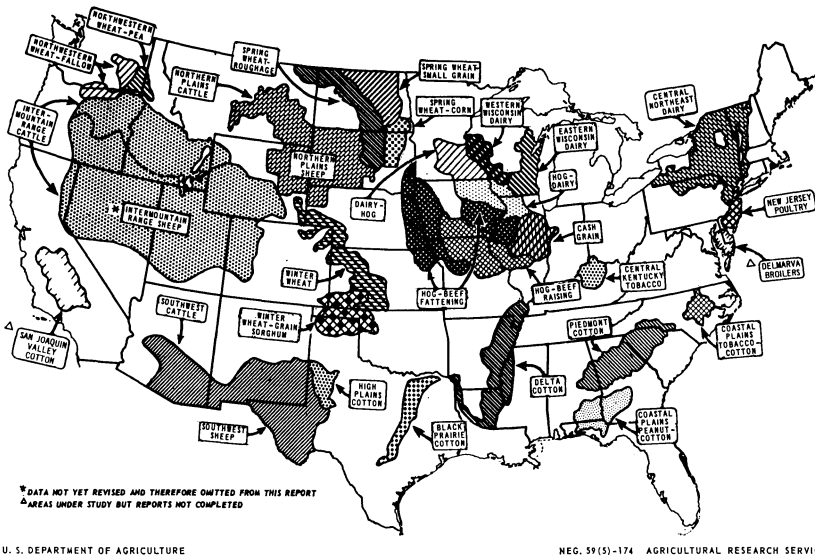 NORTHWESTERN
WHEAT-PEA
NORTHWESTERN
WHEAT-FALLOW
SPRING
WHEAT-
ROUGHAGE
SPRING WHEAT-
SMALL GRAIN
NORTHERN
PLAINS
CATTLE
SPRING
WHEAT-CORN
WESTERN
WISCONSIN
DAIRY
EASTERN
WISCONSIN
DAIRY
CENTRAL
NORTHEAST
DAIRY
INTER-
MOUNTAIN
RANGE
CATTLE
NORTHERN
PLAINS
SHEEP
* INTERMOUNTAIN
RANGE SHEEP
DAIRY-
HOG
HOG-
DAIRY
CASH
GRAIN
NEW JERSEY
POULTRY
△ DELMARVA
BROILERS
WINTER
WHEAT
HOG-BEEF
FATTENING
HOG-BEEF
RAISING
CENTRAL
KENTUCKY
TOBACCO
SOUTHWEST
CATTLE
WINTER
WHEAT-GRAIN
SORGHUM
△ SAN JOAQUIN
VALLEY
COTTON
PIEDMONT
COTTON
COASTAL
PLAINS
TOBACCO-
COTTON
HIGH
PLAINS
COTTON
DELTA
COTTON
SOUTHWEST
SHEEP
BLACK
PRAIRIE
COTTON
COASTAL
PLAINS
PEANUT-
COTTON
* DATA NOT YET REVISED AND THEREFORE OMITTED FROM THIS REPORT
△ AREAS UNDER STUDY BUT REPORTS NOT COMPLETED
U. S. DEPARTMENT OF AGRICULTURE
NEG. 59(5)-174 AGRICULTURAL RESEARCH SERVI